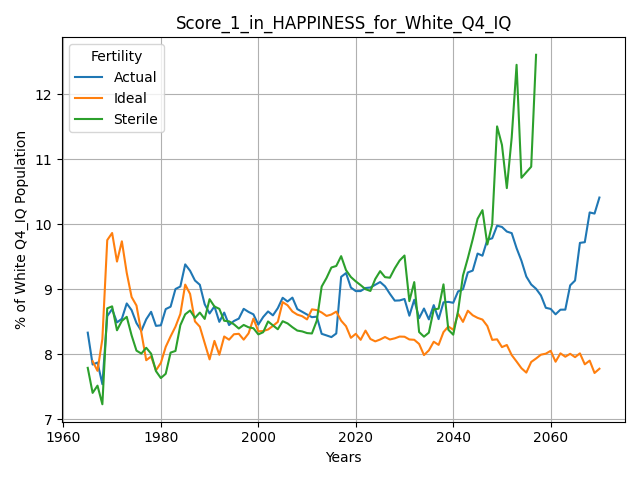 Score_1_in_HAPPINESS_for_White_Q4_IQ
Fertility
Actual
Ideal
Sterile
% of White Q4_IQ Population
12
11
10
9
8
7
1960
1980
2000
2020
2040
2060
Years